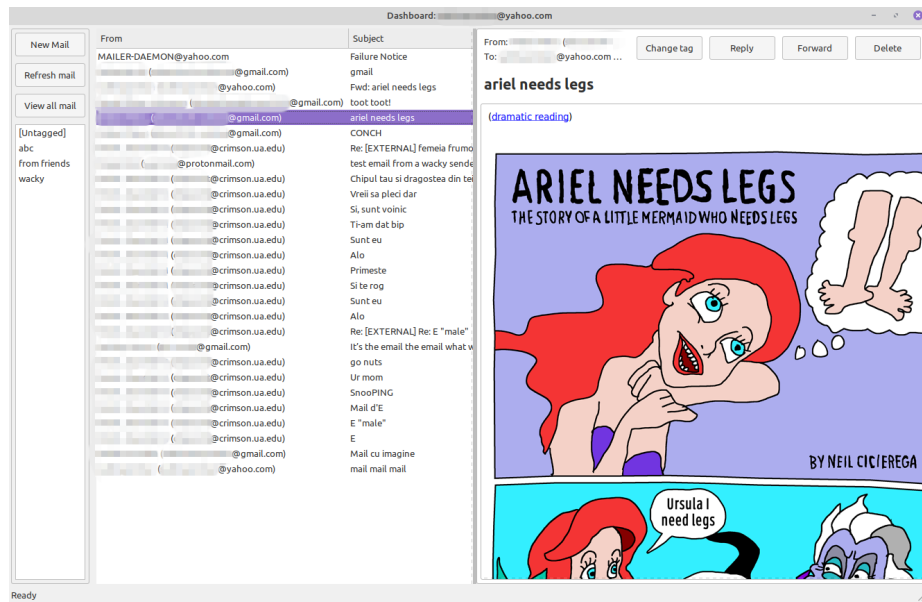 Dashboard: @yahoo.com
New Mail
Refresh mail
View all mail
[Untagged]
abc
from friends
wacky
From Subject
MAILER-DAEMON@yahoo.com Failure Notice
( @gmail.com) gmail
( @yahoo.com) Fwd: ariel needs legs
( @gmail.com) toot toot!
( @gmail.com) ariel needs legs
( @gmail.com) CONCH
( @crimson.ua.edu) Re: [EXTERNAL] femeia frumo
( @protonmail.com) test email from a wacky sende
( @crimson.ua.edu) Chipul tau si dragostea din tei
( @crimson.ua.edu) Vreii sa pleci dar
( @crimson.ua.edu) Si, sunt voinic
( @crimson.ua.edu) Ti-am dat bip
( @crimson.ua.edu) Sunt eu
( @crimson.ua.edu) Alo
( @crimson.ua.edu) Primeste
( @crimson.ua.edu) Si te rog
( @crimson.ua.edu) Sunt eu
( @crimson.ua.edu) Alo
( @crimson.ua.edu) Re: [EXTERNAL] Re: E "male"
( @gmail.com) It's the email the email what w
( @crimson.ua.edu) go nuts
( @crimson.ua.edu) Ur mom
( @crimson.ua.edu) SnooPING
( @crimson.ua.edu) Mail d'E
( @crimson.ua.edu) E "male"
( @crimson.ua.edu) E
( @gmail.com) Mail cu imagine
( @yahoo.com) mail mail mail
From: (
To: @yahoo.com ...
Change tag
Reply
Forward
Delete
ariel needs legs
(dramatic reading)
ARIEL NEEDS LEGS
THE STORY OF A LITTLE MERMAID WHO NEEDS LEGS
BY NEIL CICIEREGA
Ursula I
need legs
Ready